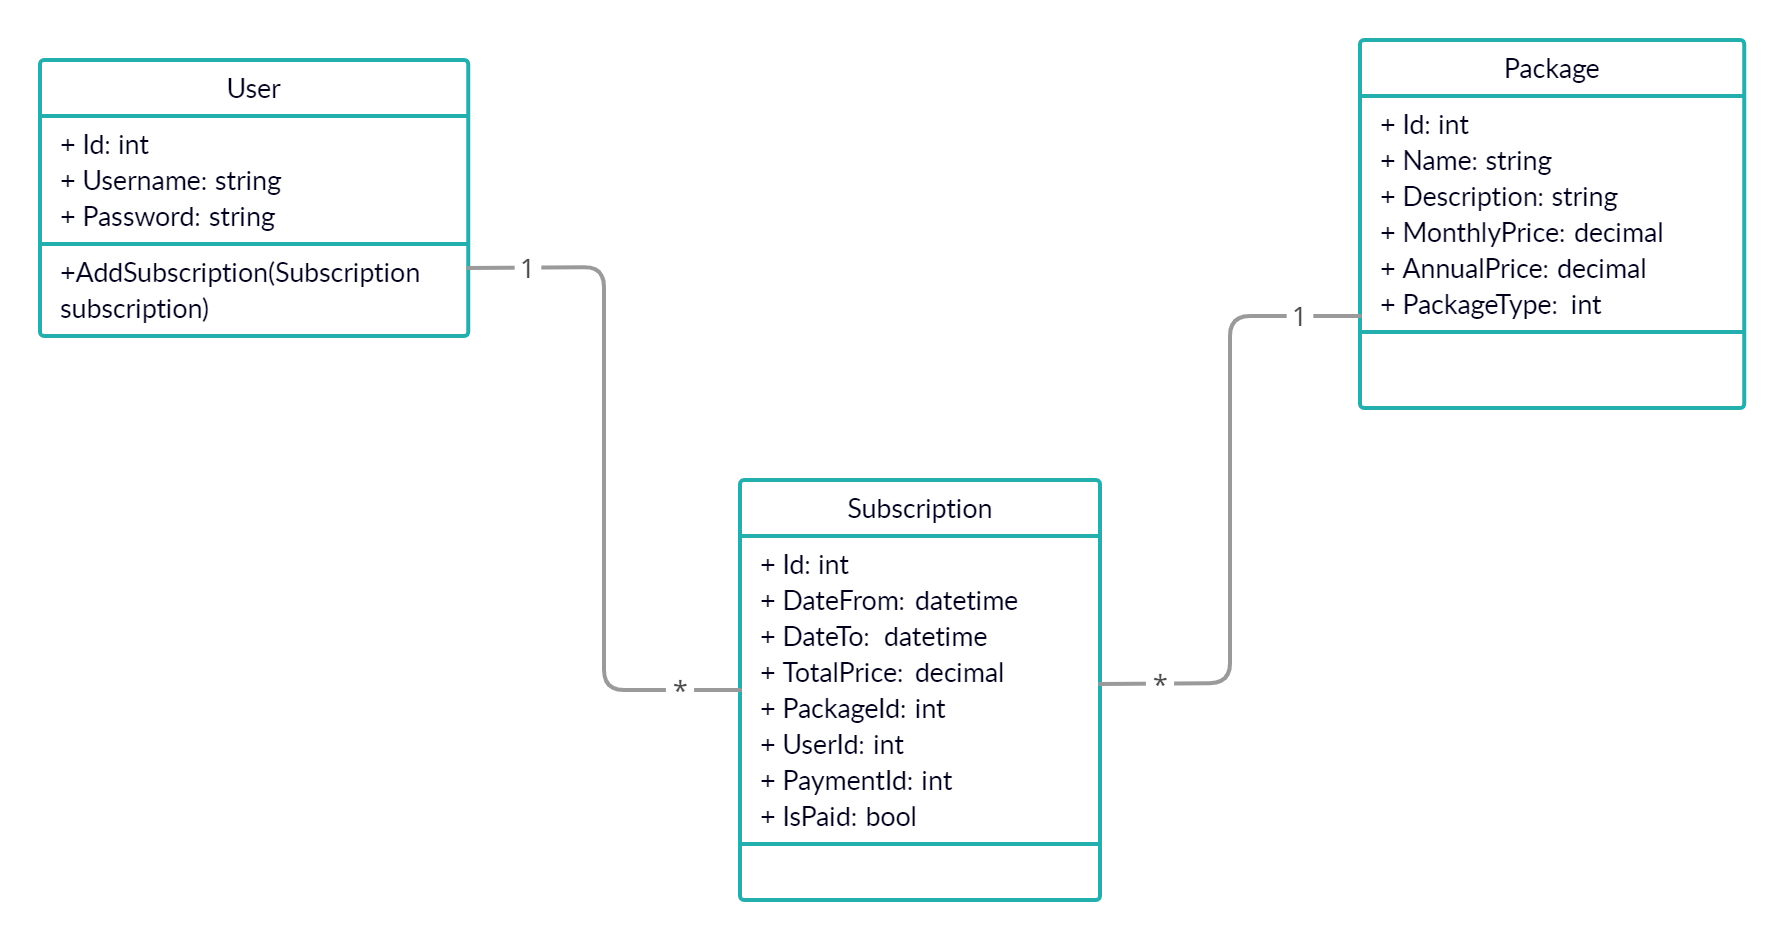 User
+ Id: int
+ Username: string
+ Password: string
+AddSubscription(Subscription
subscription)
1
*
Package
+ Id: int
+ Name: string
+ Description: string
+ MonthlyPrice: decimal
+ AnnualPrice: decimal
+ PackageType: int
1
*
Subscription
+ Id: int
+ DateFrom: datetime
+ DateTo: datetime
+ TotalPrice: decimal
+ PackageId: int
+ UserId: int
+ PaymentId: int
+ IsPaid: bool